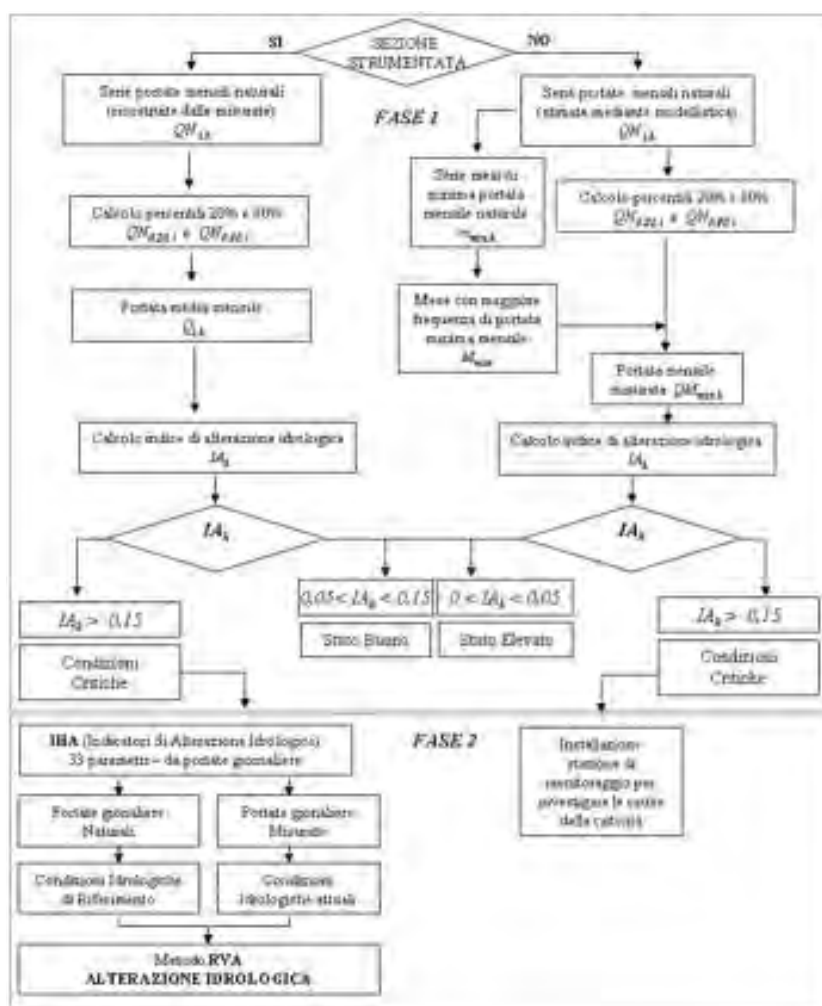 SI
SEZIONE
STRUMENTATA
NO
FASE 1
Serie portate mensili naturali
(ricostruite dalle misurate)
QN i,k
Calcolo percentili 20% e 80%
Portata media mensile
Q i,k
Calcolo indice di alterazione idrologica
IA k
Serie portate mensili naturali
(stimate mediante modellistica)
QN i,k
Serie mesi di
minima portata
mensile naturale
Calcolo percentili 20% e 80%
Mese con maggiore
frequenza di portata
minima mensile
M min
Portata mensile
misurata QM min,k
Calcolo indice di alterazione idrologica
IA k
IA k
IA k
IA k > 0,15
Condizioni
Critiche
0,05 < IA k < 0,15
Stato Buono
0 < IA k < 0,05
Stato Elevato
IA k > 0,15
Condizioni
Critiche
FASE 2
IHA (Indicatori di Alterazione Idrologica)
33 parametri – da portate giornaliere
Portate giornaliere
Naturali
Portate giornaliere
Misurate
Condizioni Idrologiche
di Riferimento
Condizioni
Idrologiche attuali
Metodo RVA
ALTERAZIONE IDROLOGICA
Installazione
stazione di
monitoraggio per
investigare le cause
della criticità